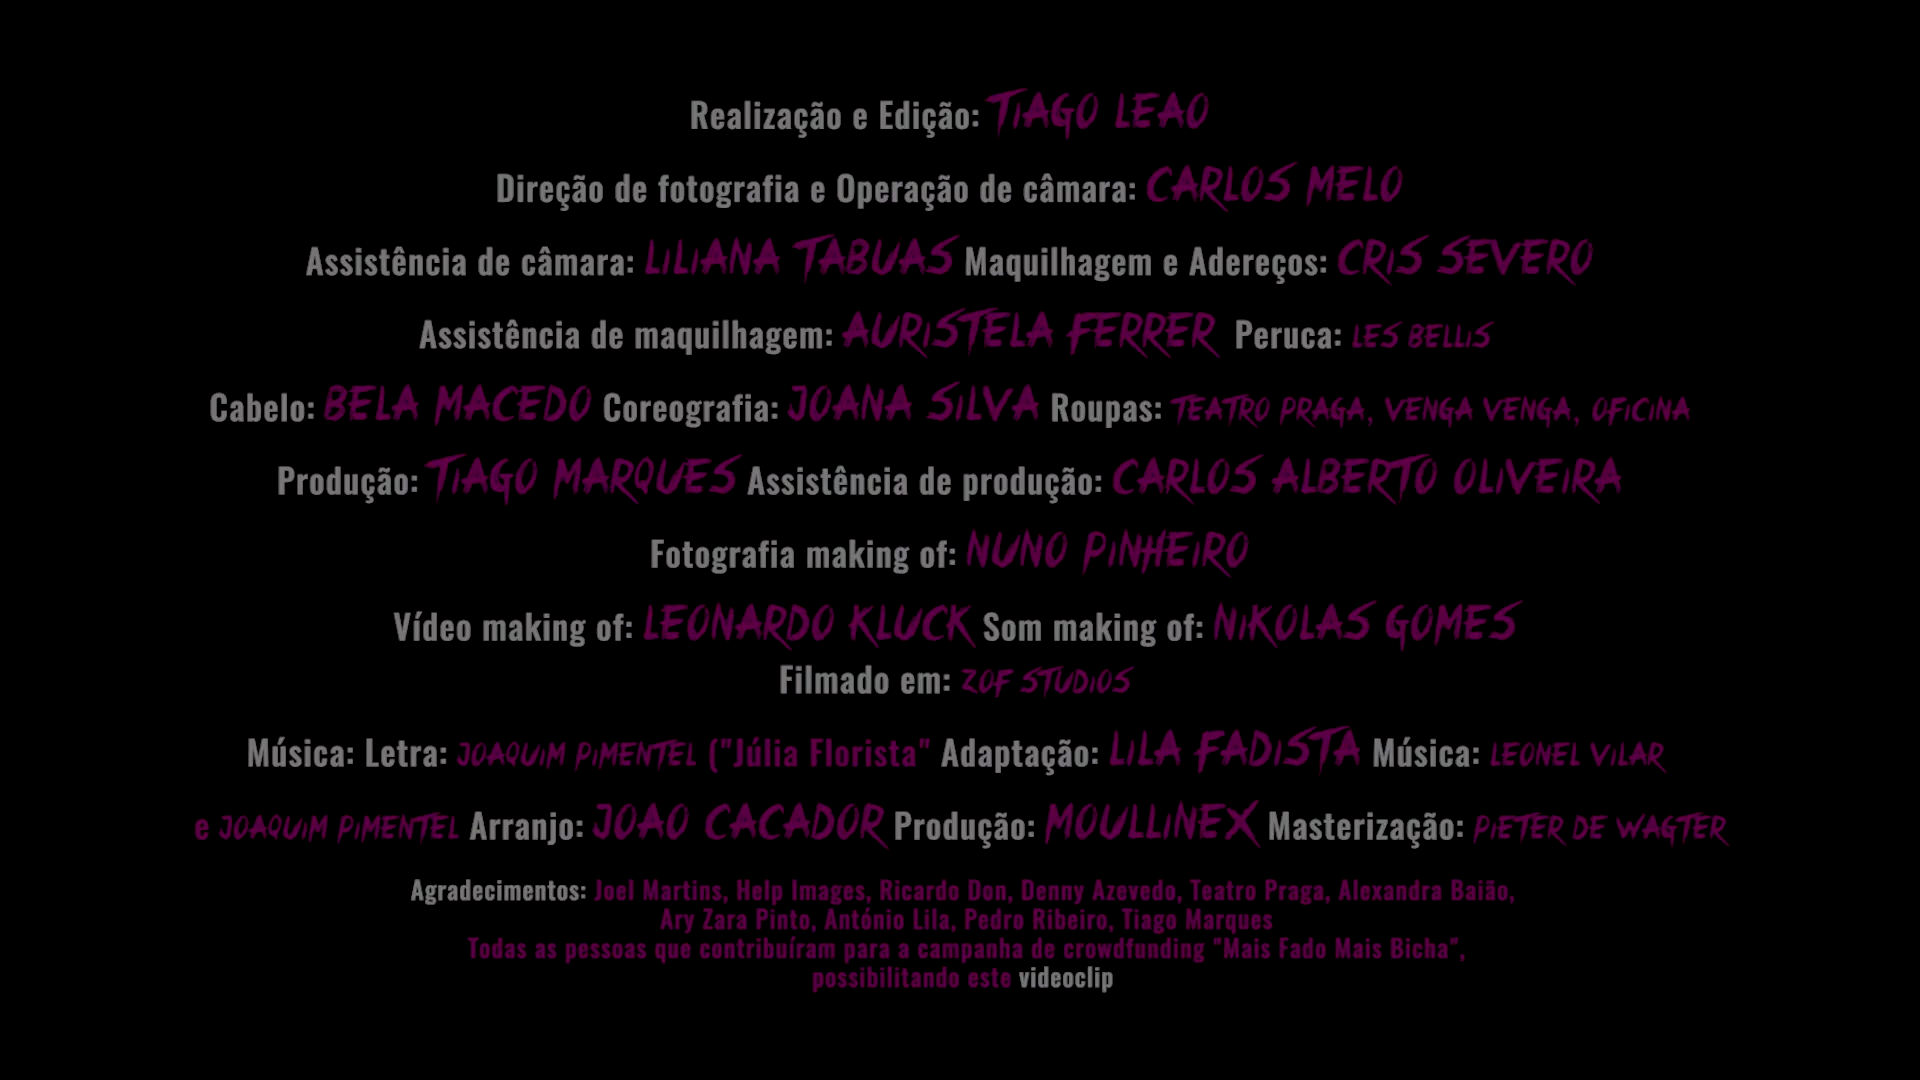 Realização e Edição: TIAGO LEAO
Direção de fotografia e Operação de câmara: CARLOS MELO
Assistência de câmara: LILIANA TABUAS Maquilhagem e Adereços: CRIS SEVERO
Assistência de maquilhagem: AURISTELA FERRER Peruca: LES BELLIS
Cabelo: BELA MACEDO Coreografia: JOANA SILVA Roupas: TEATRO PRAGA, VENGA VENGA, OFICINA
Produção: TIAGO MARQUES Assistência de produção: CARLOS ALBERTO OLIVEIRA
Fotografia making of: NUNO PINHEIRO
Vídeo making of: LEONARDO KLUCK Som making of: NIKOLAS GOMES
Filmado em: ZOF STUDIOS
Música: Letra: JOAQUIM PIMENTEL ("Júlia Florista" Adaptação: LILA FADISTA Música: LEONEL VILAR
e JOAQUIM PIMENTEL Arranjo: JOAO CACADOR Produção: MOULLINEX Masterização: PIETER DE WAGTER
Agradecimentos: Joel Martins, Help Images, Ricardo Don, Denny Azevedo, Teatro Praga, Alexandra Baião,
Ary Zara Pinto, António Lila, Pedro Ribeiro, Tiago Marques
Todas as pessoas que contribuíram para a campanha de crowdfunding "Mais Fado Mais Bicha",
possibilitando este videoclip